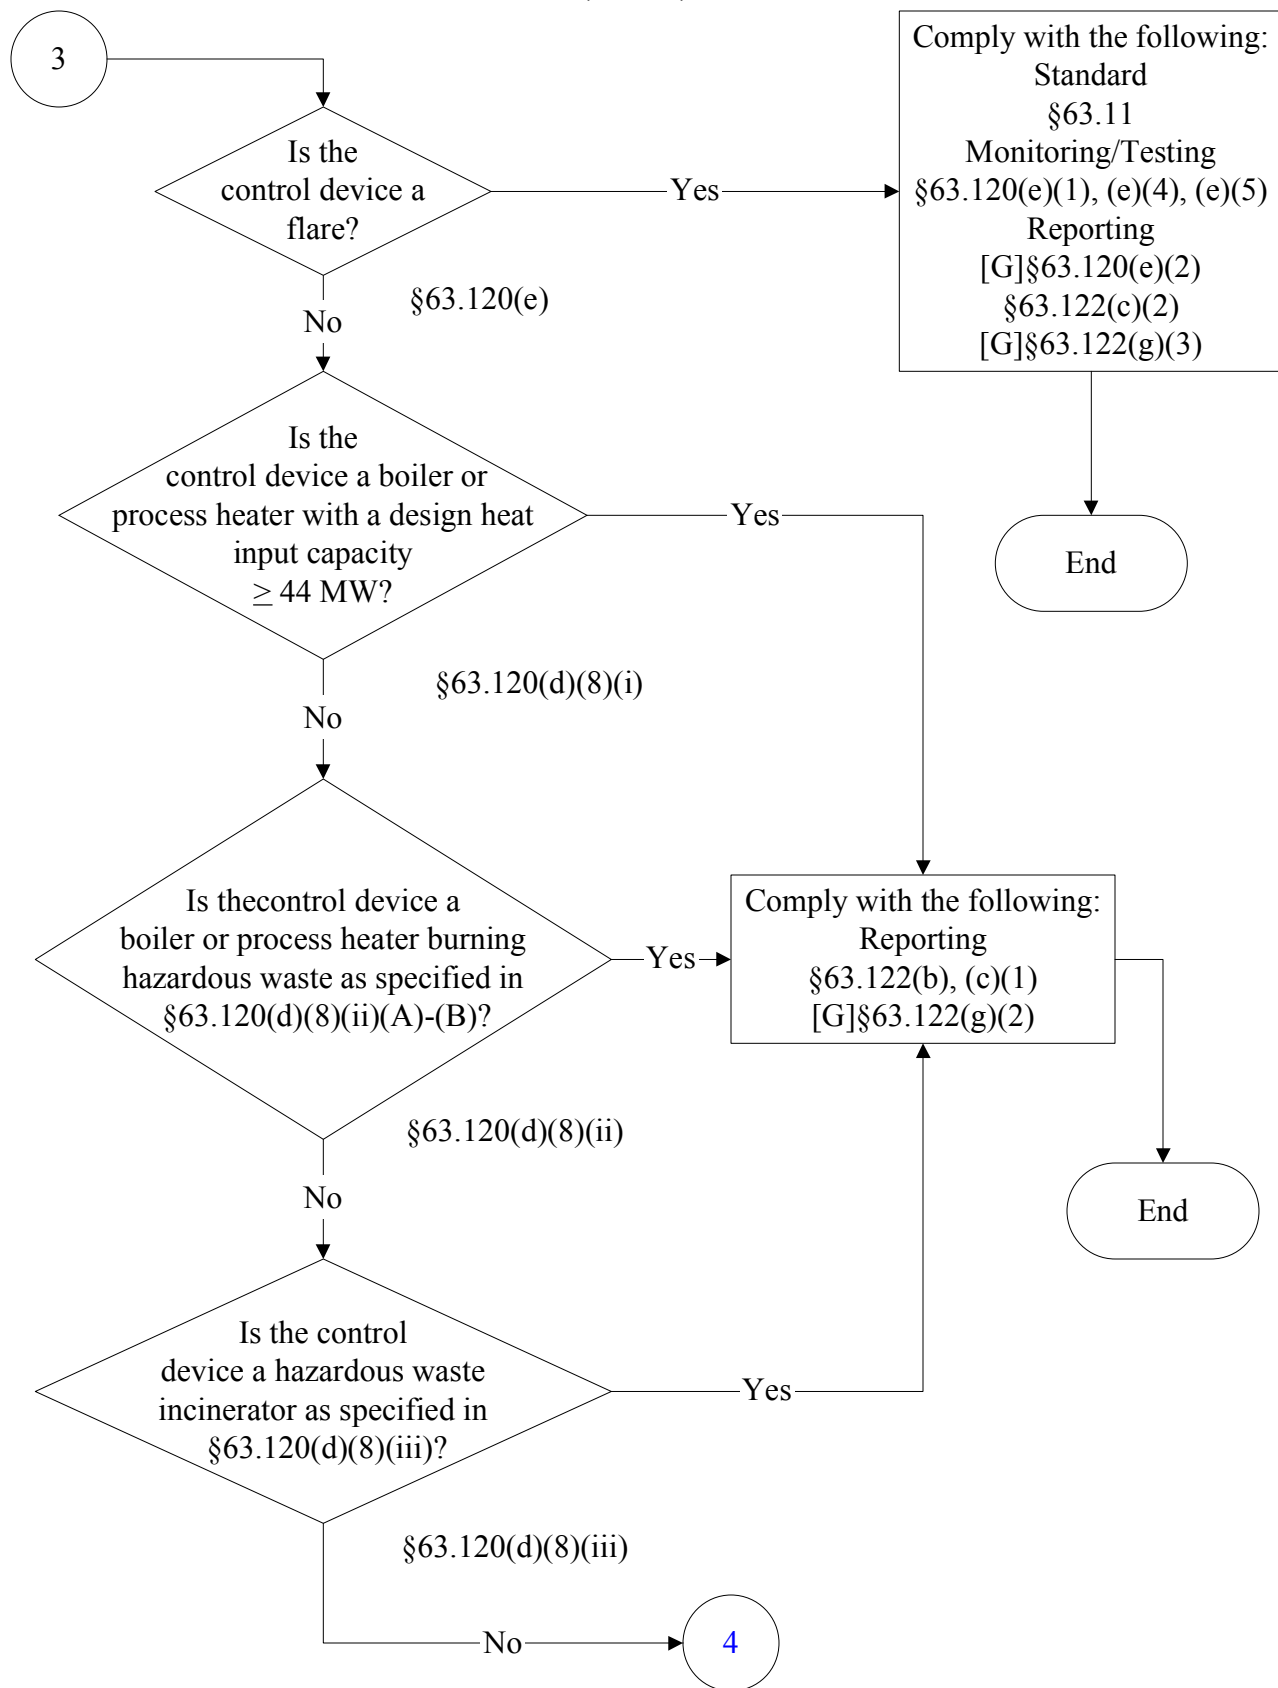 3
Is the
control device a
flare?
Yes
No
§63.120(e)
Comply with the following:
Standard
§63.11
Monitoring/Testing
§63.120(e)(1), (e)(4), (e)(5)
Reporting
[G]§63.120(e)(2)
§63.122(c)(2)
[G]§63.122(g)(3)
End
Is the
control device a boiler or
process heater with a design heat
input capacity
≥ 44 MW?
Yes
No
§63.120(d)(8)(i)
Is thecontrol device a
boiler or process heater burning
hazardous waste as specified in
§63.120(d)(8)(ii)(A)-(B)?
Yes
No
§63.120(d)(8)(ii)
Comply with the following:
Reporting
§63.122(b), (c)(1)
[G]§63.122(g)(2)
End
Is the control
device a hazardous waste
incinerator as specified in
§63.120(d)(8)(iii)?
Yes
§63.120(d)(8)(iii)
No
4